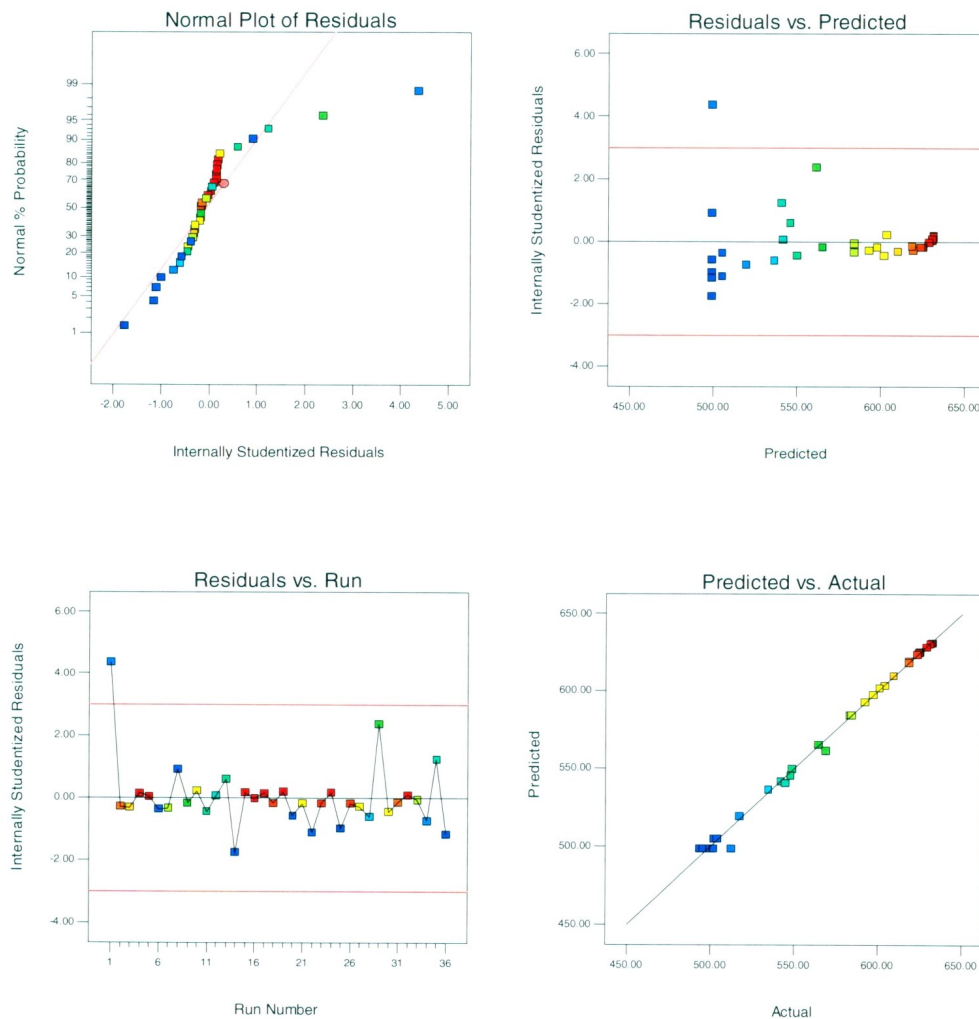 Normal Plot of Residuals
Normal % Probability
99
95
90
80
70
50
30
20
10
5
1
-2.00 -1.00 0.00 1.00 2.00 3.00 4.00 5.00
Internally Studentized Residuals
Residuals vs. Predicted
Internally Studentized Residuals
6.00
4.00
2.00
0.00
-2.00
-4.00
450.00 500.00 550.00 600.00 650.00
Predicted
Residuals vs. Run
Internally Studentized Residuals
6.00
4.00
2.00
0.00
-2.00
-4.00
1 6 11 16 21 26 31 36
Run Number
Predicted vs. Actual
Predicted
650.00
600.00
550.00
500.00
450.00
450.00 500.00 550.00 600.00 650.00
Actual